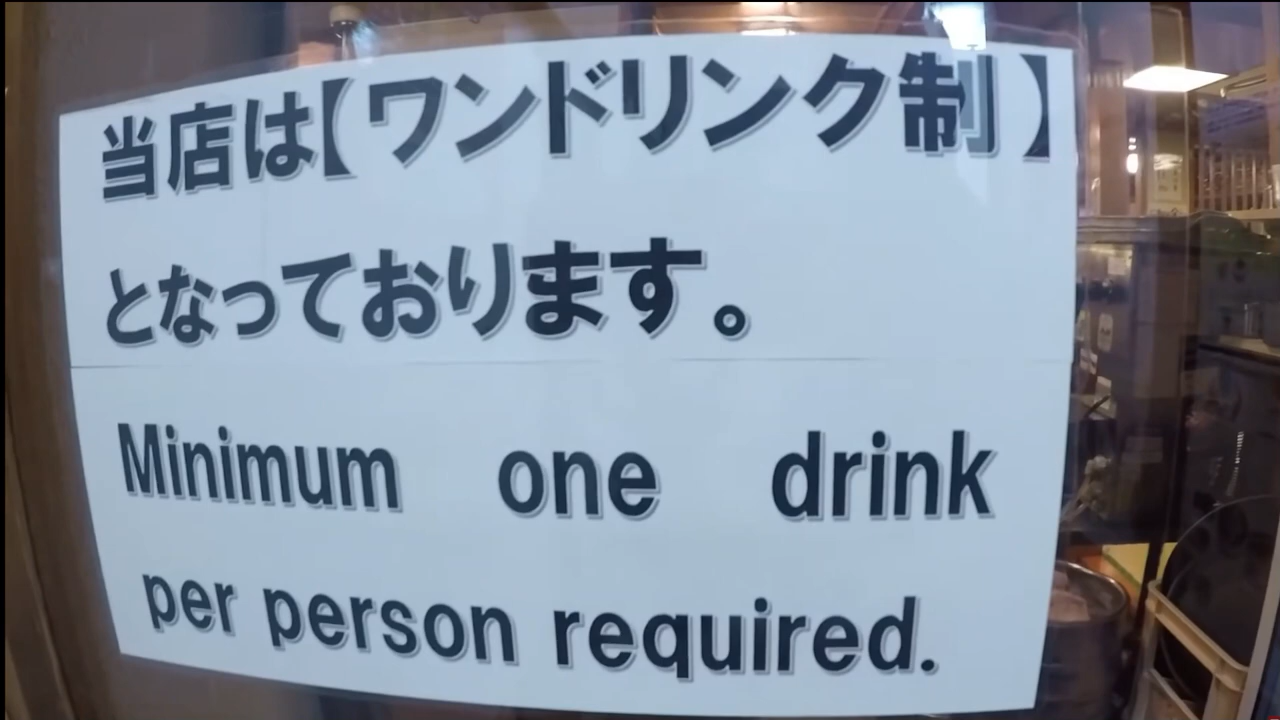 当店は【ワンドリンク制】
となっております。
Minimum one drink
per person required.